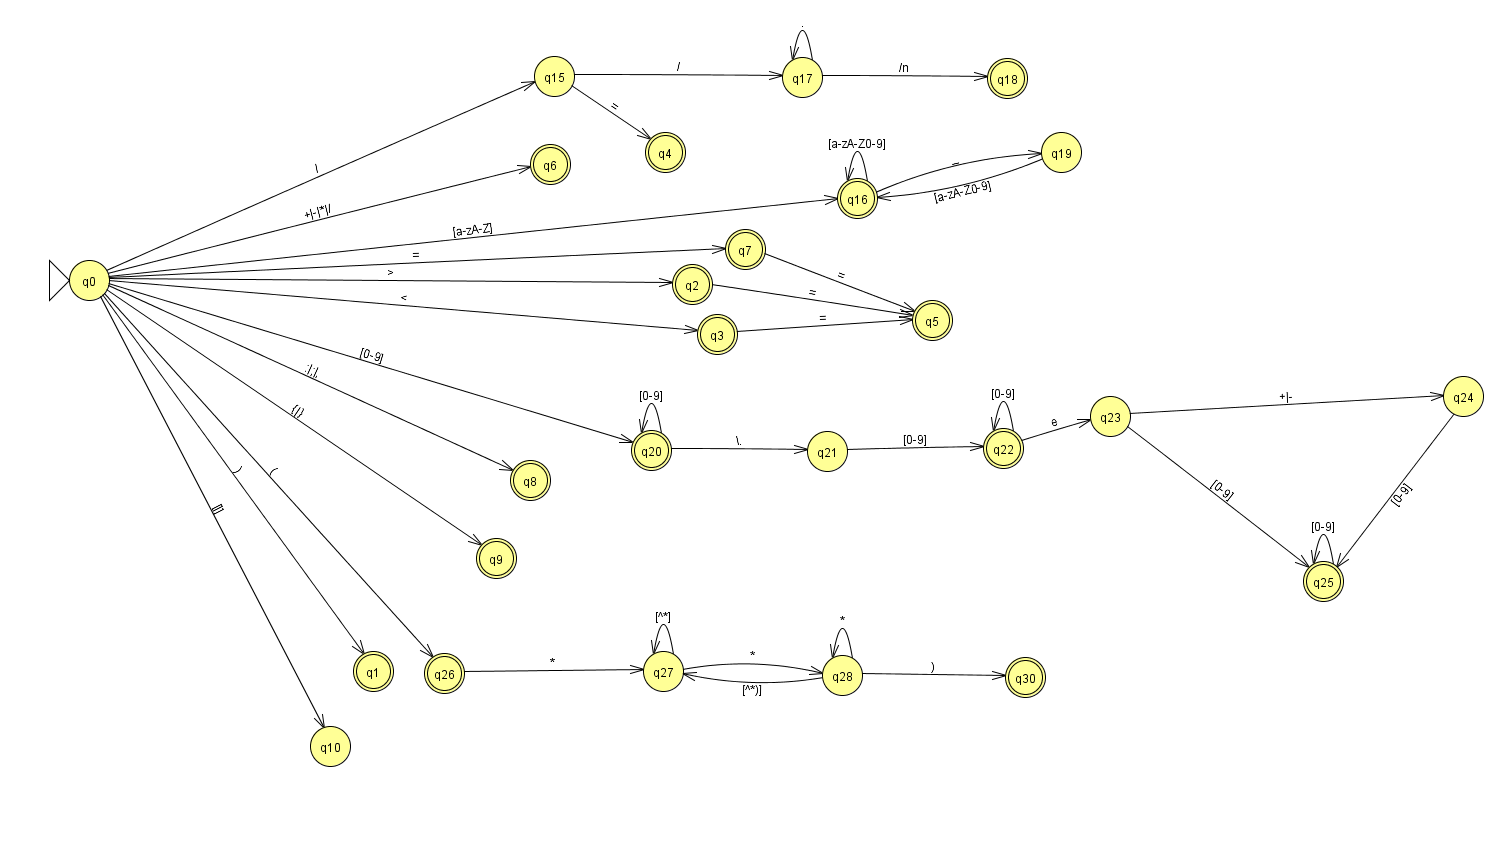 .
q15
/
q17
/n
q18
=
q4
/
q6
+|-|*|/
[a-zA-Z0-9]
q16
q19
[a-zA-Z0-9]
[a-zA-Z]
=
q7
=
q0
>
q2
=
<
q3
=
q5
[0-9]
[0-9]
q20
\.
q21
[0-9]
[0-9]
q22
e
q23
+|-
q24
[0-9]
[0-9]
[0-9]
q25
q8
{|}
q9
)
(
q1
q26
*
[^*]
q27
*
[^*)]
*
q28
)
q30
q10